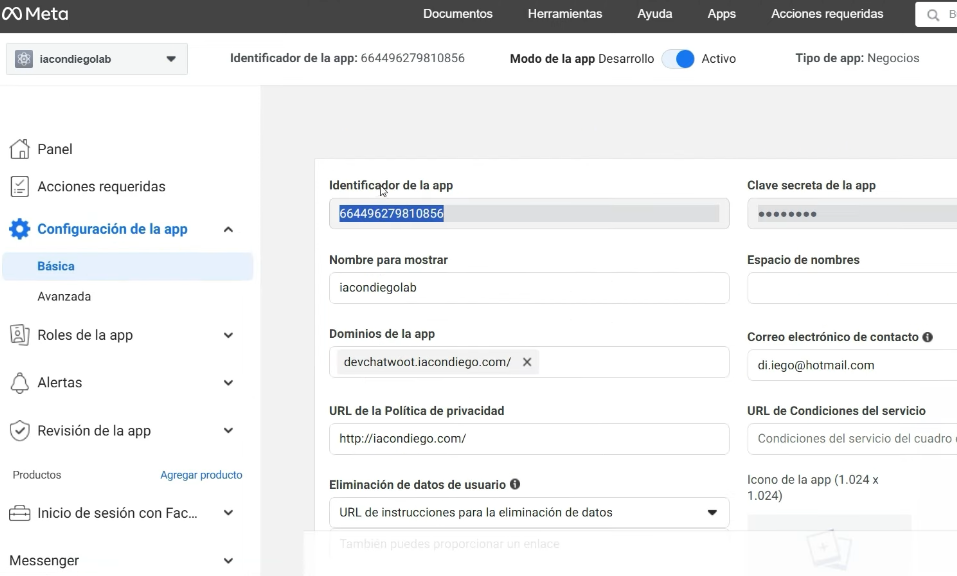 Meta
Documentos Herramientas Ayuda Apps Acciones requeridas B
iacondiegolab Identificador de la app: 664496279810856 Modo de la app Desarrollo Activo Tipo de app: Negocios
Panel
Acciones requeridas
Configuración de la app
Básica
Avanzada
Roles de la app
Alertas
Revisión de la app
Productos Agregar producto
Inicio de sesión con Fac...
Messenger
Identificador de la app
664496279810856
Clave secreta de la app
●●●●●●●●
Nombre para mostrar
iacondiegolab
Espacio de nombres
Dominios de la app
devchatwoot.iacondiego.com/
Correo electrónico de contacto
di.iego@hotmail.com
URL de la Política de privacidad
http://iacondiego.com/
URL de Condiciones del servicio
Condiciones del servicio del cuadro
Eliminación de datos de usuario
URL de instrucciones para la eliminación de datos
También puedes proporcionar un enlace
Icono de la app (1.024 x
1.024)